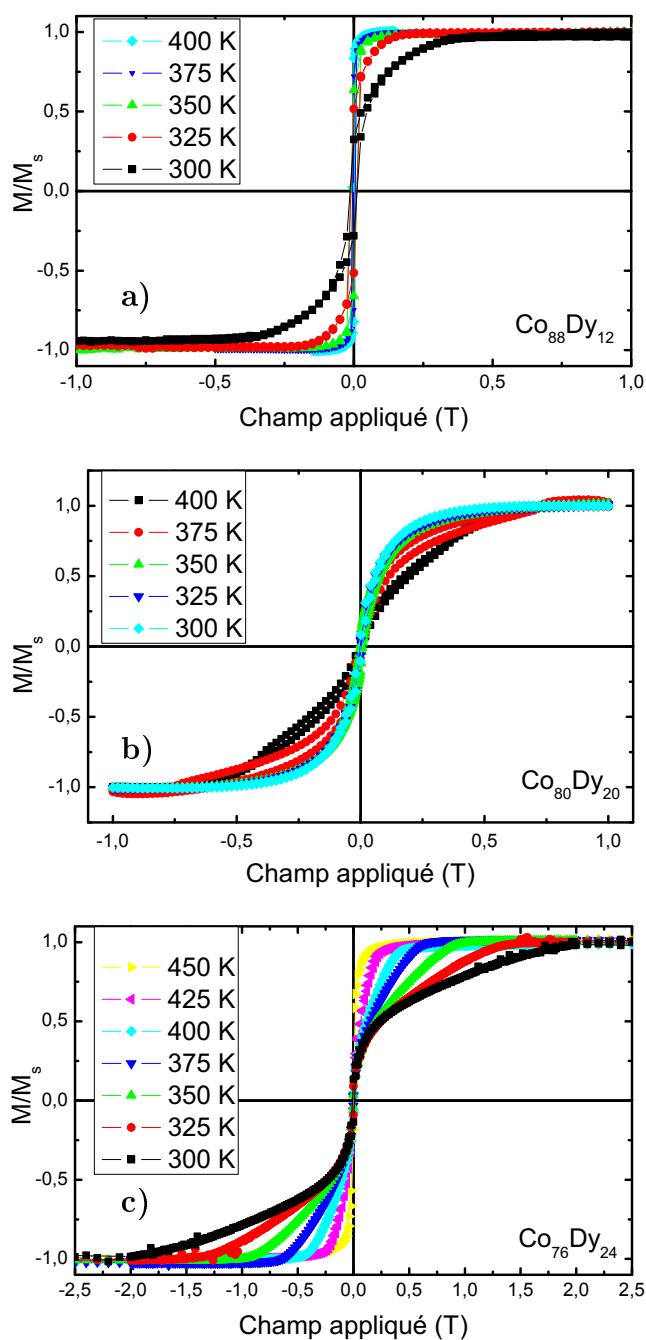 400 K
375 K
350 K
325 K
300 K
1,0
0,5
0,0
-0,5
-1,0
M/Ms
a)
Co88Dy12
-1,0 -0,5 0,0 0,5 1,0
Champ appliqué (T)
400 K
375 K
350 K
325 K
300 K
1,0
0,5
0,0
-0,5
-1,0
M/Ms
b)
Co80Dy20
-1,0 -0,5 0,0 0,5 1,0
Champ appliqué (T)
450 K
425 K
400 K
375 K
350 K
325 K
300 K
1,0
0,5
0,0
-0,5
-1,0
M/Ms
c)
Co76Dy24
-2,5 -2,0 -1,5 -1,0 -0,5 0,0 0,5 1,0 1,5 2,0 2,5
Champ appliqué (T)